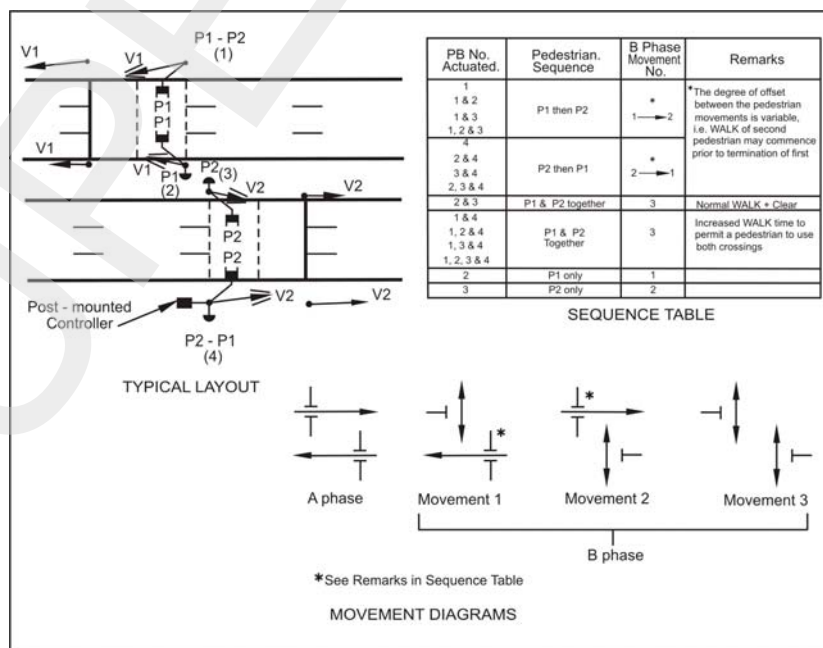 V1
V1
P1 - P2
(1)
P1
P1
V1
V1
P1
(2)
P2
(3)
V2
V2
P2
P2
V2
V2
Post - mounted
Controller
P2 - P1
(4)
TYPICAL LAYOUT
PB No.
Actuated.
Pedestrian.
Sequence
B Phase
Movement
No.
Remarks
1
1 & 2
1 & 3
1, 2 & 3
P1 then P2
*
1 → 2
*The degree of offset
between the pedestrian
movements is variable,
i.e. WALK of second
pedestrian may commence
prior to termination of first
4
2 & 4
3 & 4
2, 3 & 4
P2 then P1
*
2 → 1
2 & 3
P1 & P2 together
3
Normal WALK + Clear
1 & 4
1, 2 & 4
1, 3 & 4
1, 2, 3 & 4
P1 & P2
Together
3
Increased WALK time to
permit a pedestrian to use
both crossings
2
P1 only
1
3
P2 only
2
SEQUENCE TABLE
*
*
A phase
Movement 1
Movement 2
Movement 3
B phase
*See Remarks in Sequence Table
MOVEMENT DIAGRAMS